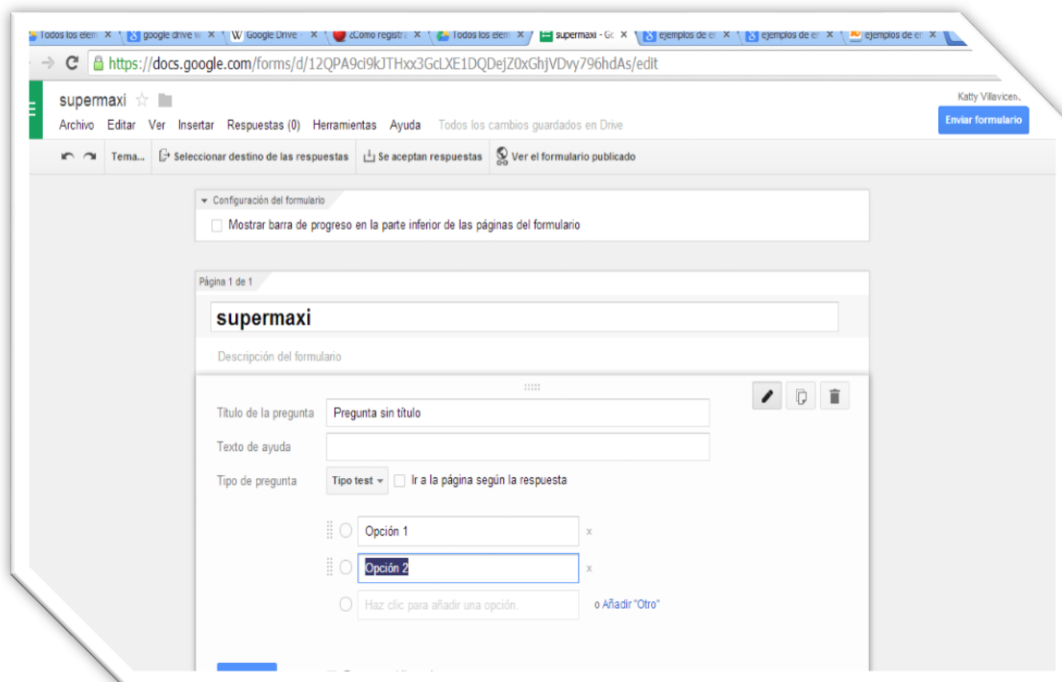 Todos los elem X google drive w X Google Drive - X ¿Como registra X Todos los elem X supermaxi - Go X ejemplos de er X ejemplos de er X ejemplos de er X
https://docs.google.com/forms/d/12QPA9ci9kJTHxx3GcLXE1DQDejZ0xGhjVDvy796hdAs/edit
supermaxi
Katty Villavicen
Archivo Editar Ver Insertar Respuestas (0) Herramientas Ayuda Todos los cambios guardados en Drive
Enviar formulario
Tema... Seleccionar destino de las respuestas Se aceptan respuestas Ver el formulario publicado
Configuración del formulario
Mostrar barra de progreso en la parte inferior de las páginas del formulario
Página 1 de 1
supermaxi
Descripción del formulario
Título de la pregunta Pregunta sin título
Texto de ayuda
Tipo de pregunta Tipo test Ir a la página según la respuesta
Opción 1 x
Opción 2 x
Haz clic para añadir una opción. o Añadir "Otro"